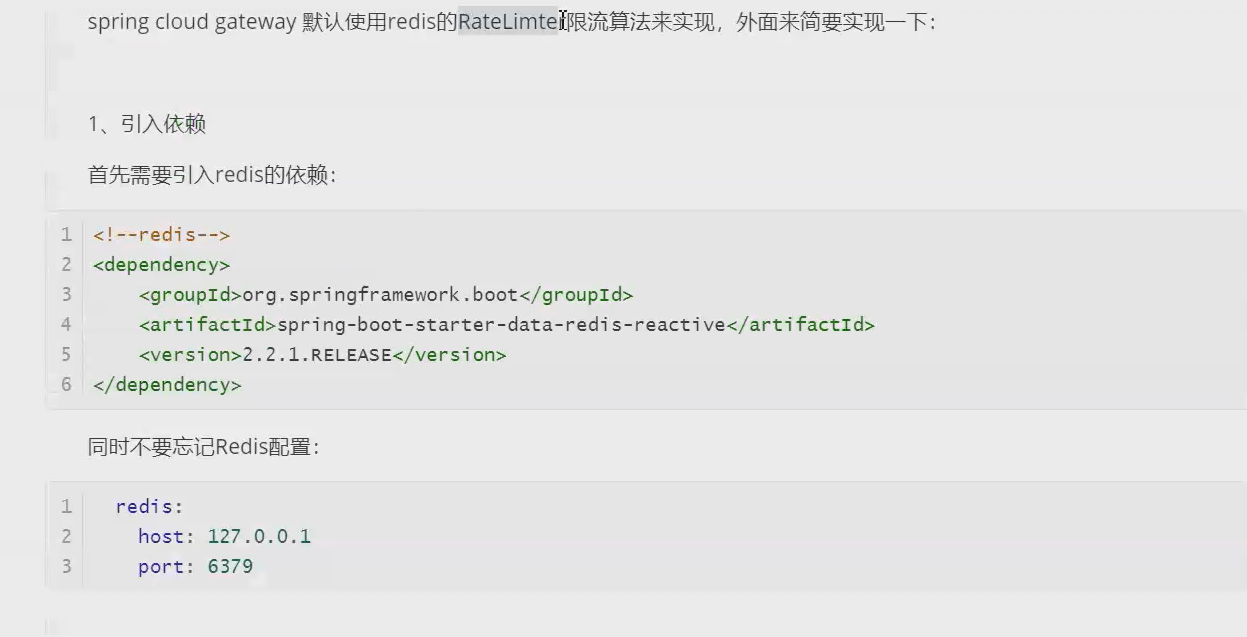 spring cloud gateway 默认使用redis的RateLimter限流算法来实现，外面来简要实现一下：
1、引入依赖
首先需要引入redis的依赖：
1 <!--redis-->
2 <dependency>
3     <groupId>org.springframework.boot</groupId>
4     <artifactId>spring-boot-starter-data-redis-reactive</artifactId>
5     <version>2.2.1.RELEASE</version>
6 </dependency>
同时不要忘记Redis配置：
1   redis:
2     host: 127.0.0.1
3     port: 6379